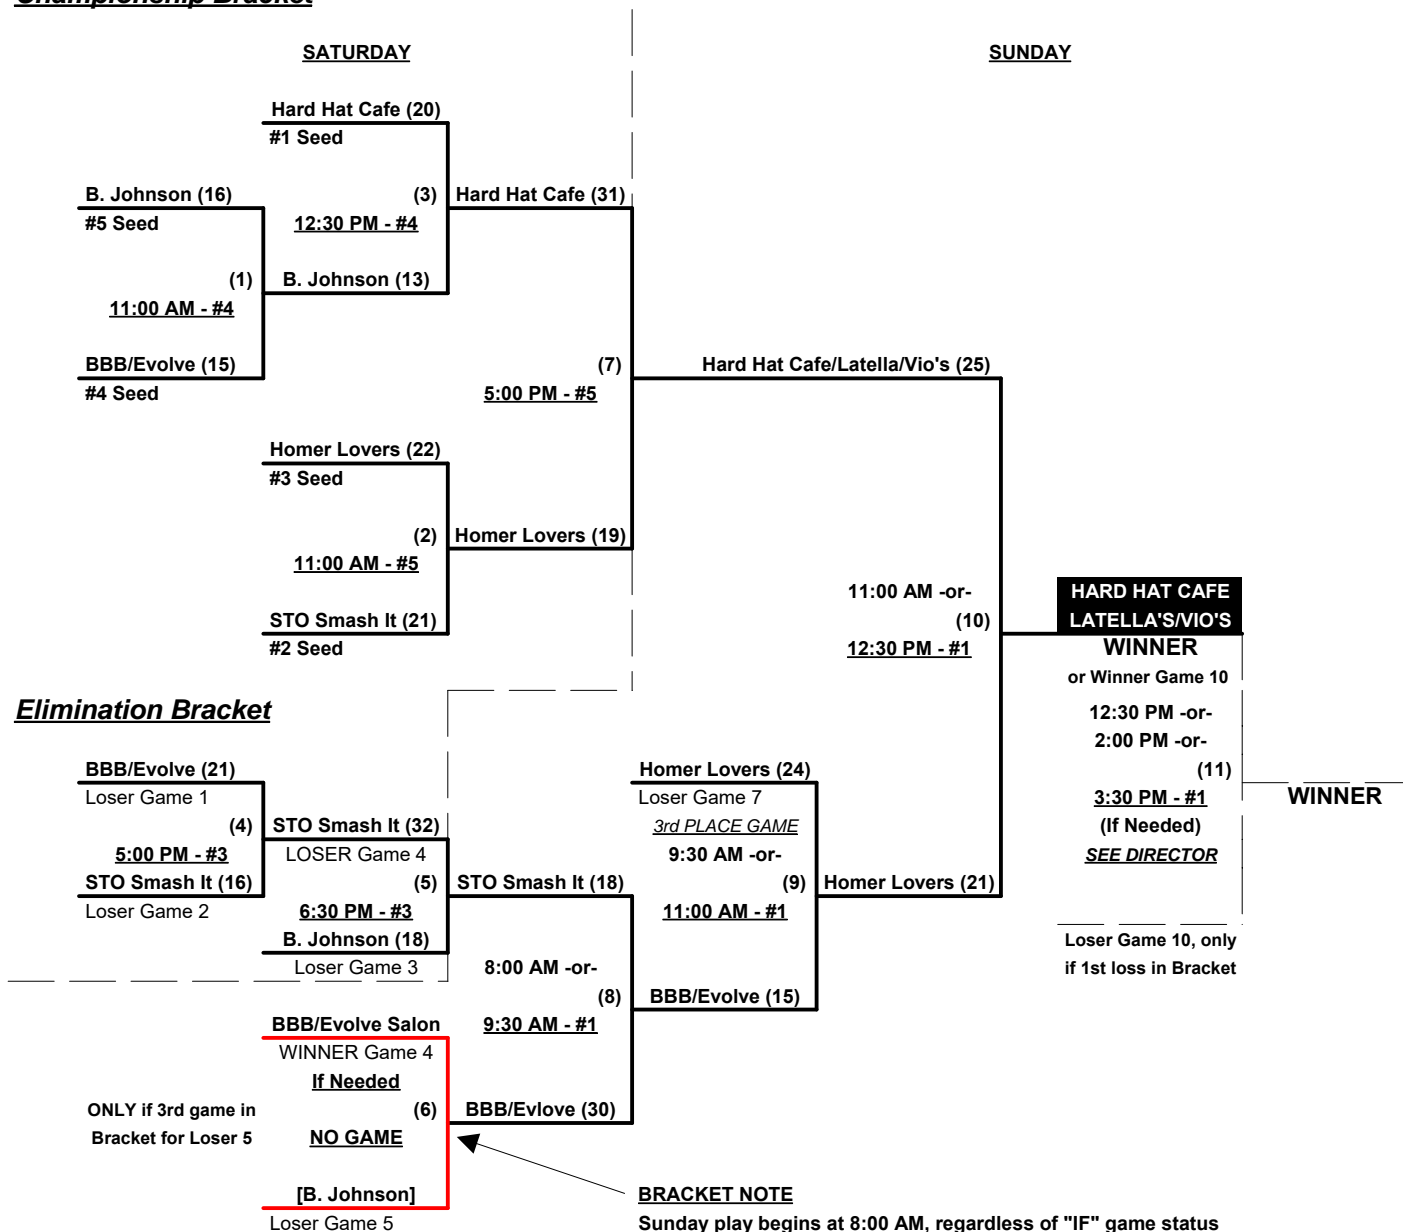 Championship Bracket
SATURDAY
SUNDAY
Hard Hat Cafe (20)
#1 Seed
B. Johnson (16)
#5 Seed
(3)
12:30 PM - #4
Hard Hat Cafe (31)
(1)
11:00 AM - #4
B. Johnson (13)
BBB/Evolve (15)
#4 Seed
(7)
5:00 PM - #5
Hard Hat Cafe/Latella/Vio's (25)
Homer Lovers (22)
#3 Seed
(2)
11:00 AM - #5
Homer Lovers (19)
STO Smash It (21)
#2 Seed
11:00 AM -or-
(10)
12:30 PM - #1
HARD HAT CAFE
LATELLA'S/VIO'S
WINNER
or Winner Game 10
12:30 PM -or-
2:00 PM -or-
(11)
3:30 PM - #1
(If Needed)
SEE DIRECTOR
WINNER
Loser Game 10, only
if 1st loss in Bracket
Elimination Bracket
BBB/Evolve (21)
Loser Game 1
(4)
5:00 PM - #3
STO Smash It (16)
Loser Game 2
STO Smash It (32)
LOSER Game 4
(5)
6:30 PM - #3
B. Johnson (18)
Loser Game 3
STO Smash It (18)
8:00 AM -or-
(8)
9:30 AM - #1
Homer Lovers (24)
Loser Game 7
3rd PLACE GAME
9:30 AM -or-
(9)
11:00 AM - #1
Homer Lovers (21)
BBB/Evolve (15)
BBB/Evolve Salon
WINNER Game 4
If Needed
(6)
NO GAME
ONLY if 3rd game in
Bracket for Loser 5
BBB/Evlove (30)
[B. Johnson]
Loser Game 5
BRACKET NOTE
Sunday play begins at 8:00 AM, regardless of "IF" game status